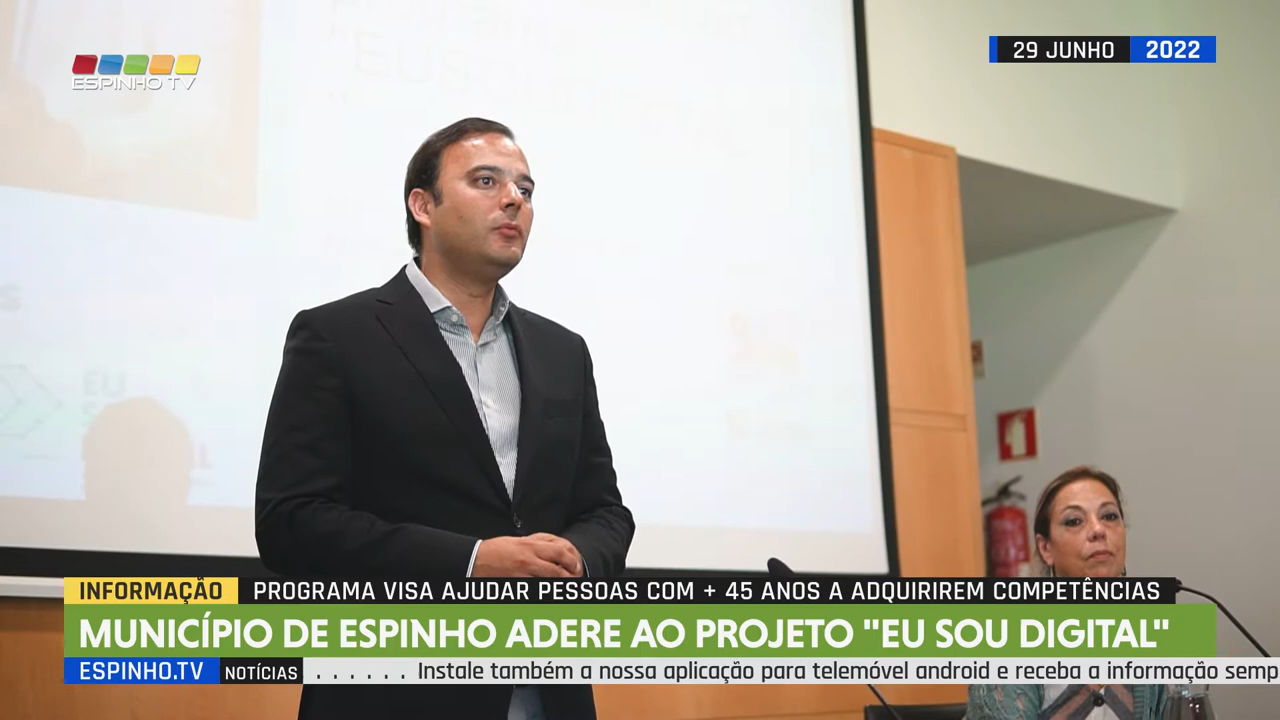 ESPINHO TV
29 JUNHO 2022
EU
INFORMAÇÃO PROGRAMA VISA AJUDAR PESSOAS COM + 45 ANOS A ADQUIRIREM COMPETÊNCIAS
MUNICÍPIO DE ESPINHO ADERE AO PROJETO "EU SOU DIGITAL"
ESPINHO.TV NOTÍCIAS . . . . . . Instale também a nossa aplicação para telemóvel android e receba a informação semp